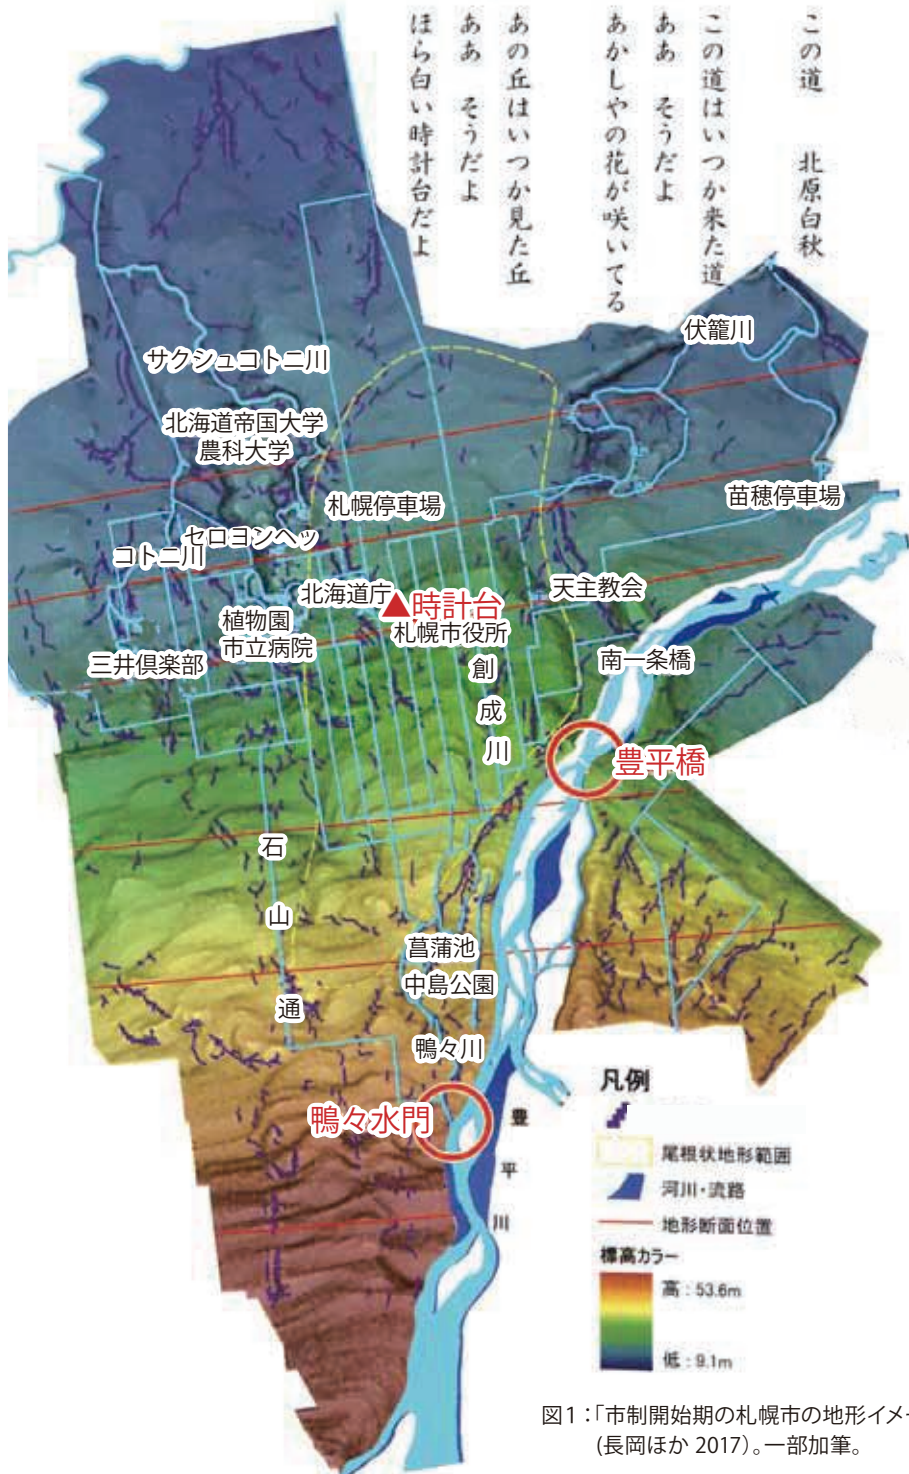 この道　北原白秋
この道はいつか来た道
ああ　そうだよ
あかしやの花が咲いてる
あの丘はいつか見た丘
ああ　そうだよ
ほら白い時計台だよ
伏籠川
サクシュコトニ川
北海道帝国大学
農科大学
札幌停車場
苗穂停車場
セロヨンヘッ
コトニ川
北海道庁
天主教会
▲時計台
植物園
市立病院
札幌市役所
三井倶楽部
南一条橋
創成川
豊平橋
石山通
菖蒲池
中島公園
鴨々川
鴨々水門
豊平川
凡例
尾根状地形範囲
河川・流路
地形断面位置
標高カラー
高：53.6m
低：9.1m
図1：「市制開始期の札幌市の地形イメー
(長岡ほか 2017)。一部加筆。